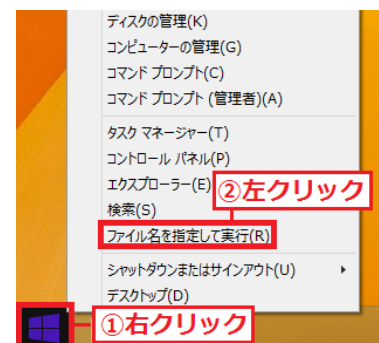 ディスクの管理(K)
コンピューターの管理(G)
コマンド プロンプト(C)
コマンド プロンプト (管理者)(A)
タスク マネージャー(T)
コントロール パネル(P)
エクスプローラー(E)
②左クリック
検索(S)
ファイル名を指定して実行(R)
シャットダウンまたはサインアウト(U)
デスクトップ(D)
①右クリック